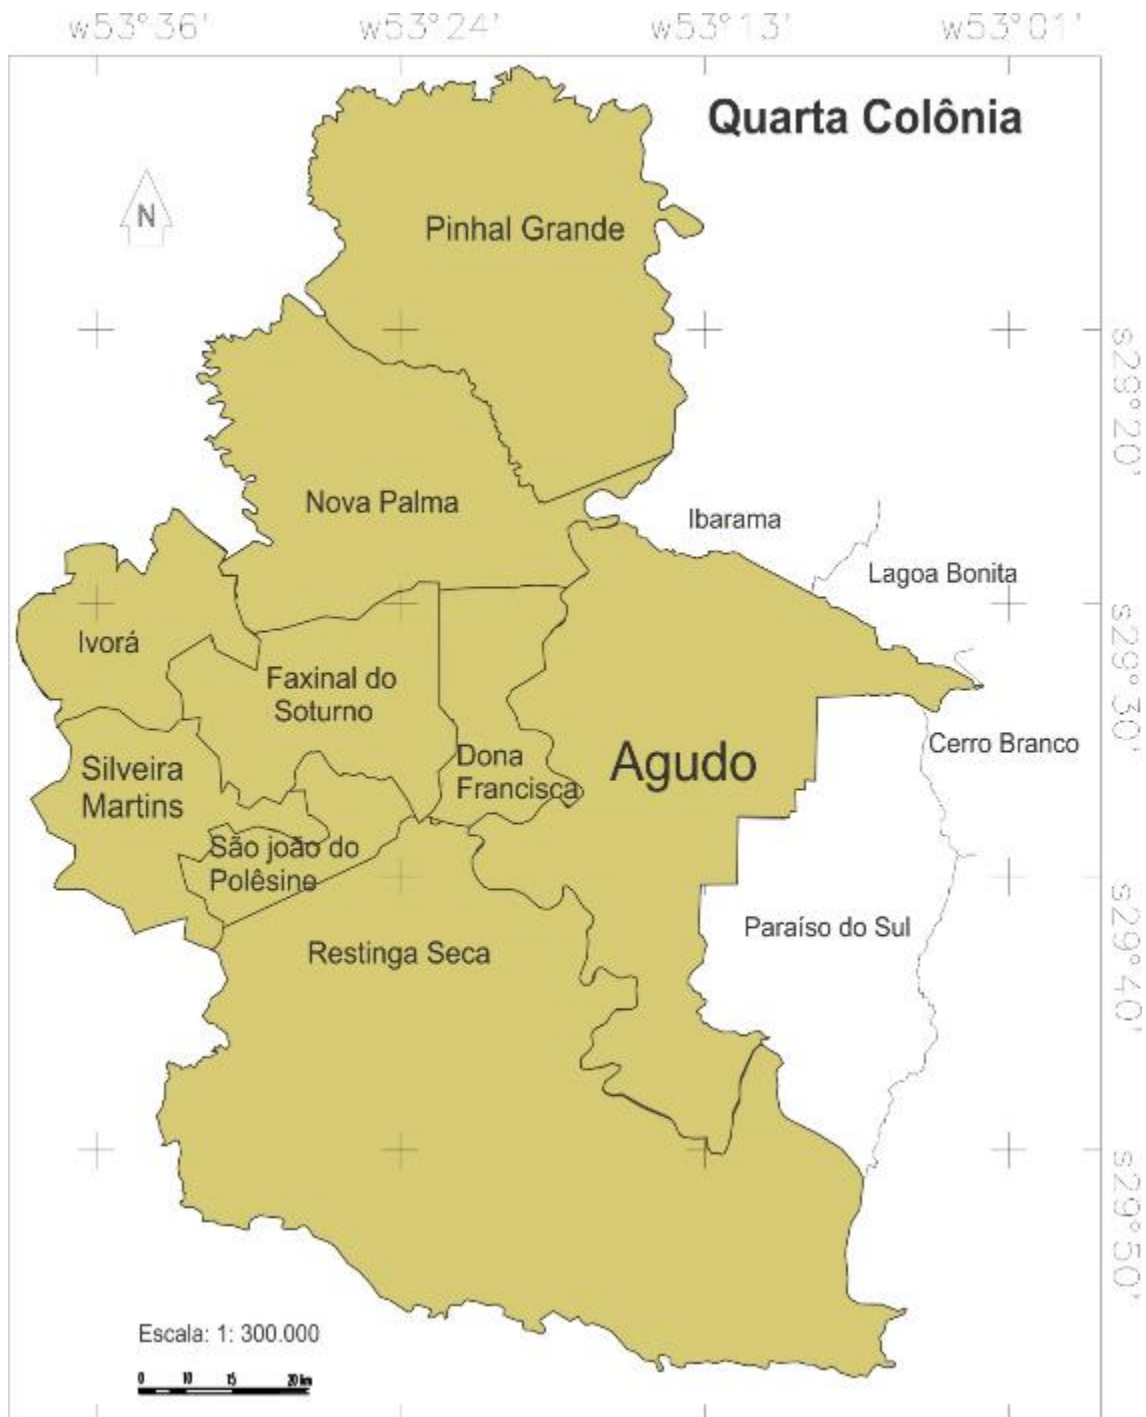 w53°36' w53°24' w53°13' w53°01'
Quarta Colônia
N
Pinhal Grande
s29°20'
Nova Palma
Ibarama
Lagoa Bonita
Ivorá
s29°30'
Faxinal do
Soturno
Cerro Branco
Silveira
Martins
Dona
Francisca
Agudo
São joão do
Polêsine
s29°40'
Paraíso do Sul
Restinga Seca
s29°50'
Escala: 1: 300.000
0 10 15 20 km